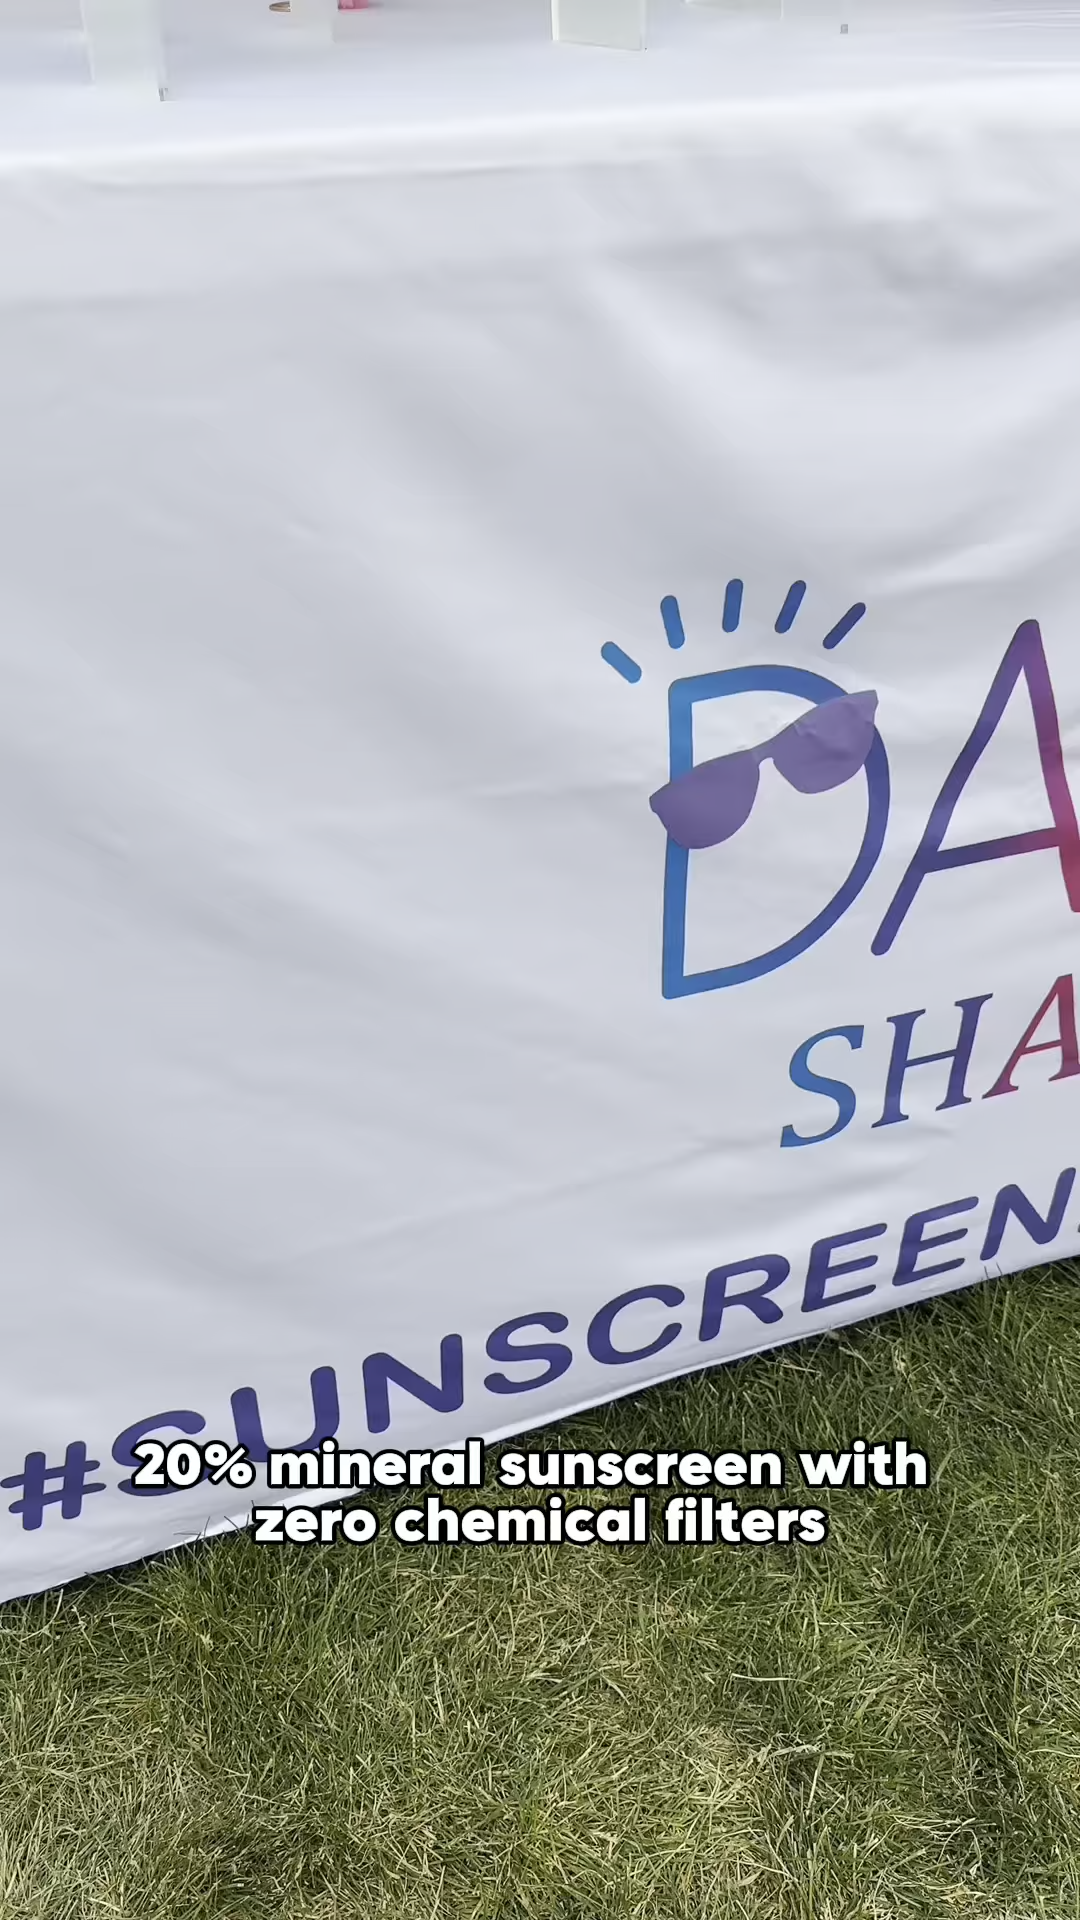 DA
SHA
#SUNSCREEN
20% mineral sunscreen with
zero chemical filters